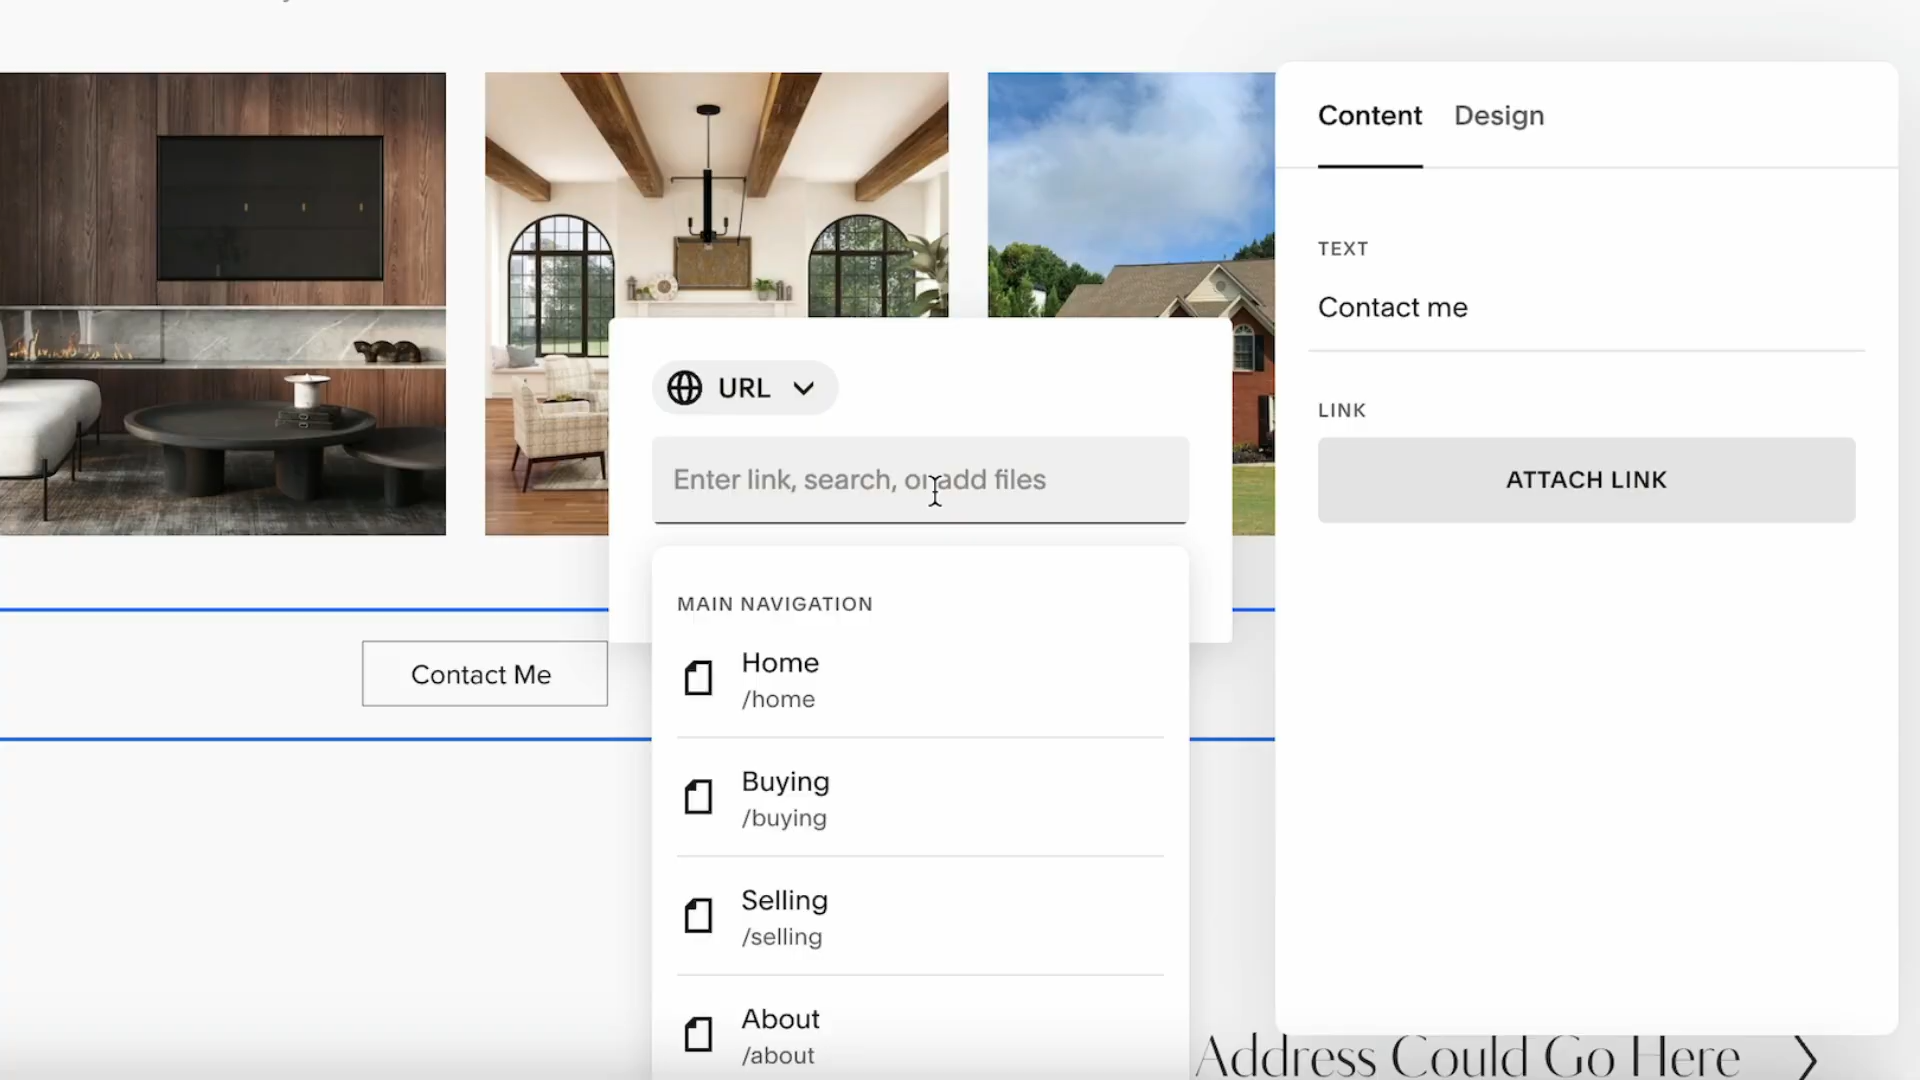 Content Design
TEXT
Contact me
LINK
ATTACH LINK
URL
Enter link, search, or add files
MAIN NAVIGATION
Home
/home
Buying
/buying
Selling
/selling
About
/about
Contact Me
Address Could Go Here